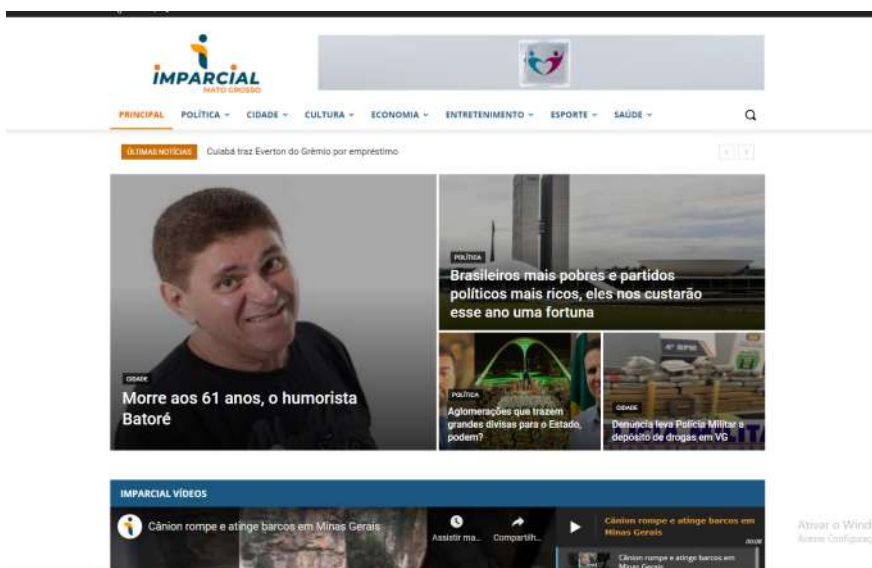 IMPARCIAL
MATO GROSSO
PRINCIPAL POLÍTICA CIDADE CULTURA ECONOMIA ENTRETENIMENTO ESPORTE SAÚDE
ÚLTIMAS NOTÍCIAS Cuiabá traz Everton do Grêmio por empréstimo
CIDADE
Morre aos 61 anos, o humorista
Batoré
POLÍTICA
Brasileiros mais pobres e partidos
políticos mais ricos, eles nos custarão
esse ano uma fortuna
POLÍTICA
Aglomerações que trazem
grandes divisas para o Estado,
podem?
4º BPM
CIDADE
Denúncia leva Polícia Militar a
depósito de drogas em VG
IMPARCIAL VÍDEOS
Cânion rompe e atinge barcos em Minas Gerais
Assistir ma... Compartilh...
Cânion rompe e atinge barcos em
Minas Gerais
Cânion rompe e atinge barcos em
Minas Gerais
Ativar o Wind